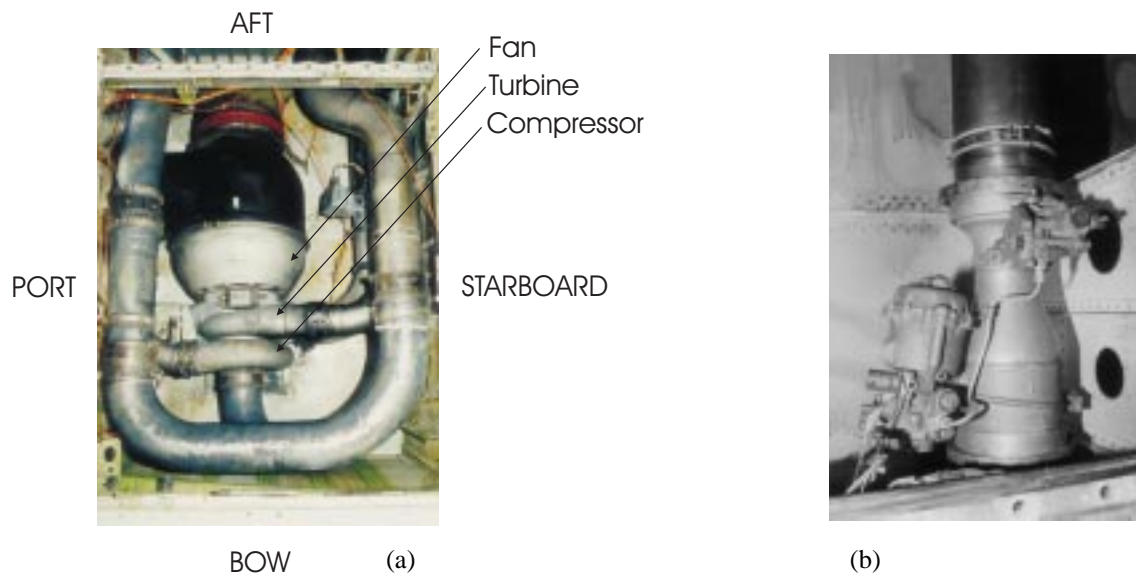 AFT
Fan
Turbine
Compressor
PORT
STARBOARD
BOW
(a)
(b)